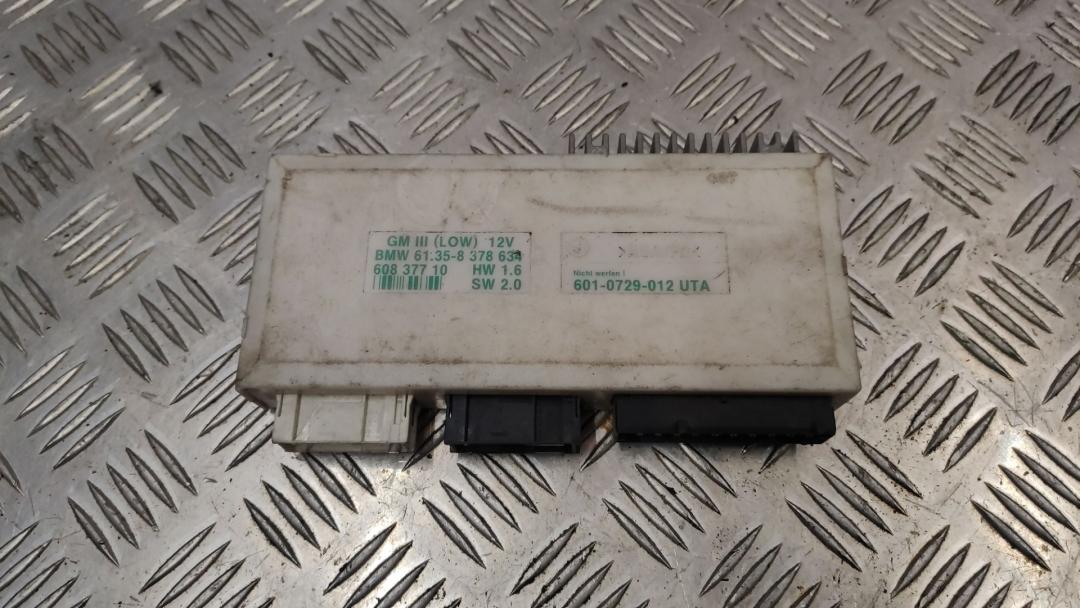 GM III (LOW) 12V
BMW 61.35-8 378 634
608 377 10 HW 1.6
SW 2.0
Nicht werfen !
601-0729-012 UTA